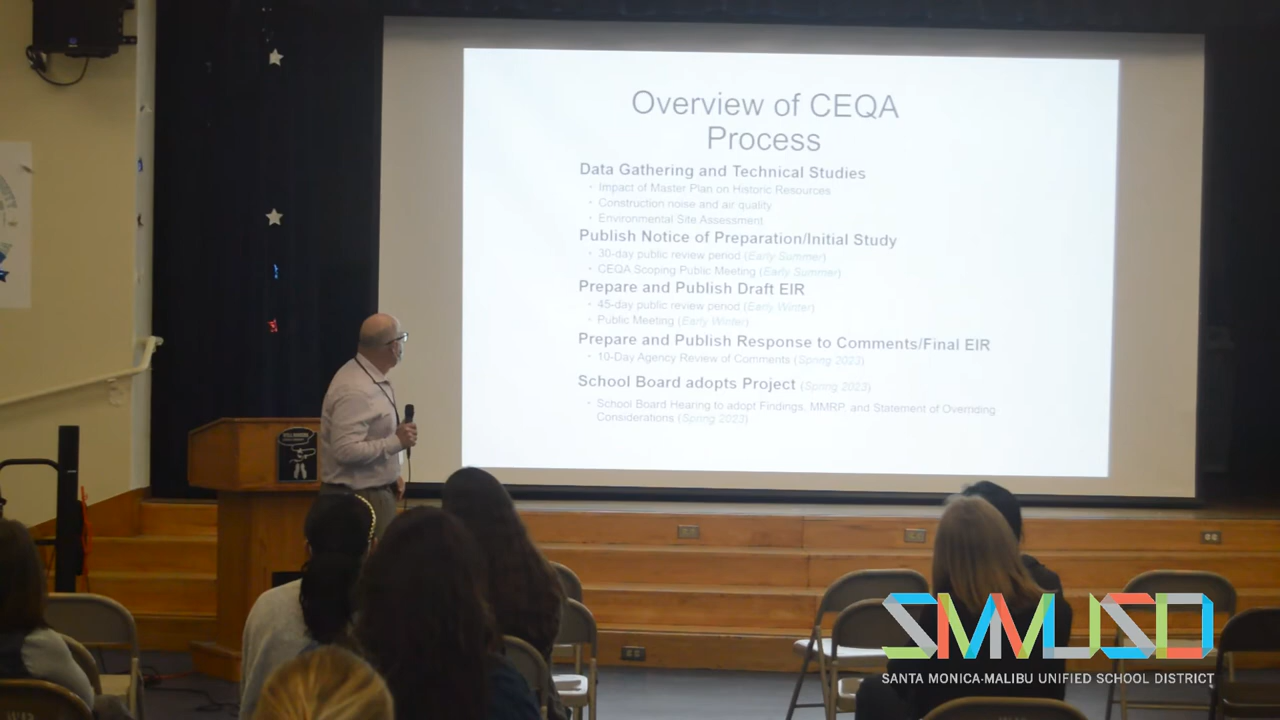 Overview of CEQA
Process
Data Gathering and Technical Studies
• Impact of Master Plan on Historic Resources
• Construction noise and air quality
• Environmental Site Assessment
Publish Notice of Preparation/Initial Study
• 30-day public review period (Early Summer)
• CEQA Scoping Public Meeting (Early Summer)
Prepare and Publish Draft EIR
• 45-day public review period (Early Winter)
• Public Meeting (Early Winter)
Prepare and Publish Response to Comments/Final EIR
• 10-Day Agency Review of Comments (Spring 2023)
School Board adopts Project (Spring 2023)
• School Board Hearing to adopt Findings, MMRP, and Statement of Overriding
Considerations (Spring 2023)
SMMUSD
SANTA MONICA-MALIBU UNIFIED SCHOOL DISTRICT